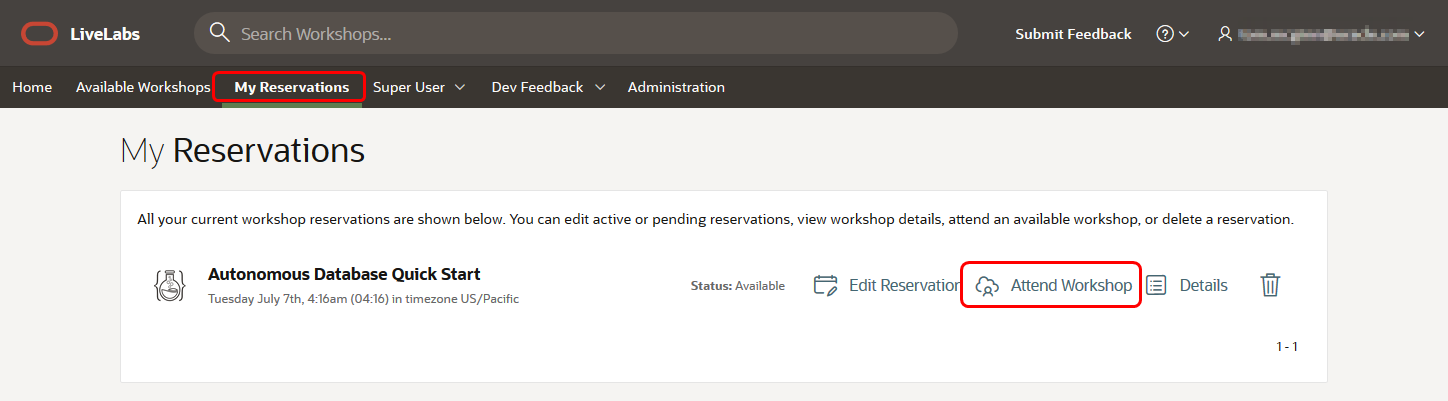 LiveLabs
Search Workshops...
Submit Feedback
Home Available Workshops My Reservations Super User Dev Feedback Administration
My Reservations
All your current workshop reservations are shown below. You can edit active or pending reservations, view workshop details, attend an available workshop, or delete a reservation.
Autonomous Database Quick Start
Tuesday July 7th, 4:16am (04:16) in timezone US/Pacific
Status: Available
Edit Reservation
Attend Workshop
Details
1 - 1